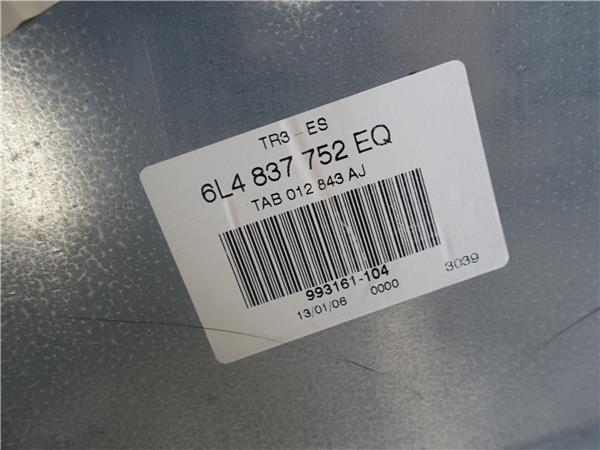 TR3-ES
6L4 837 752 EQ
TAB 012 843 AJ
993161-104
13/01/06 0000 3039